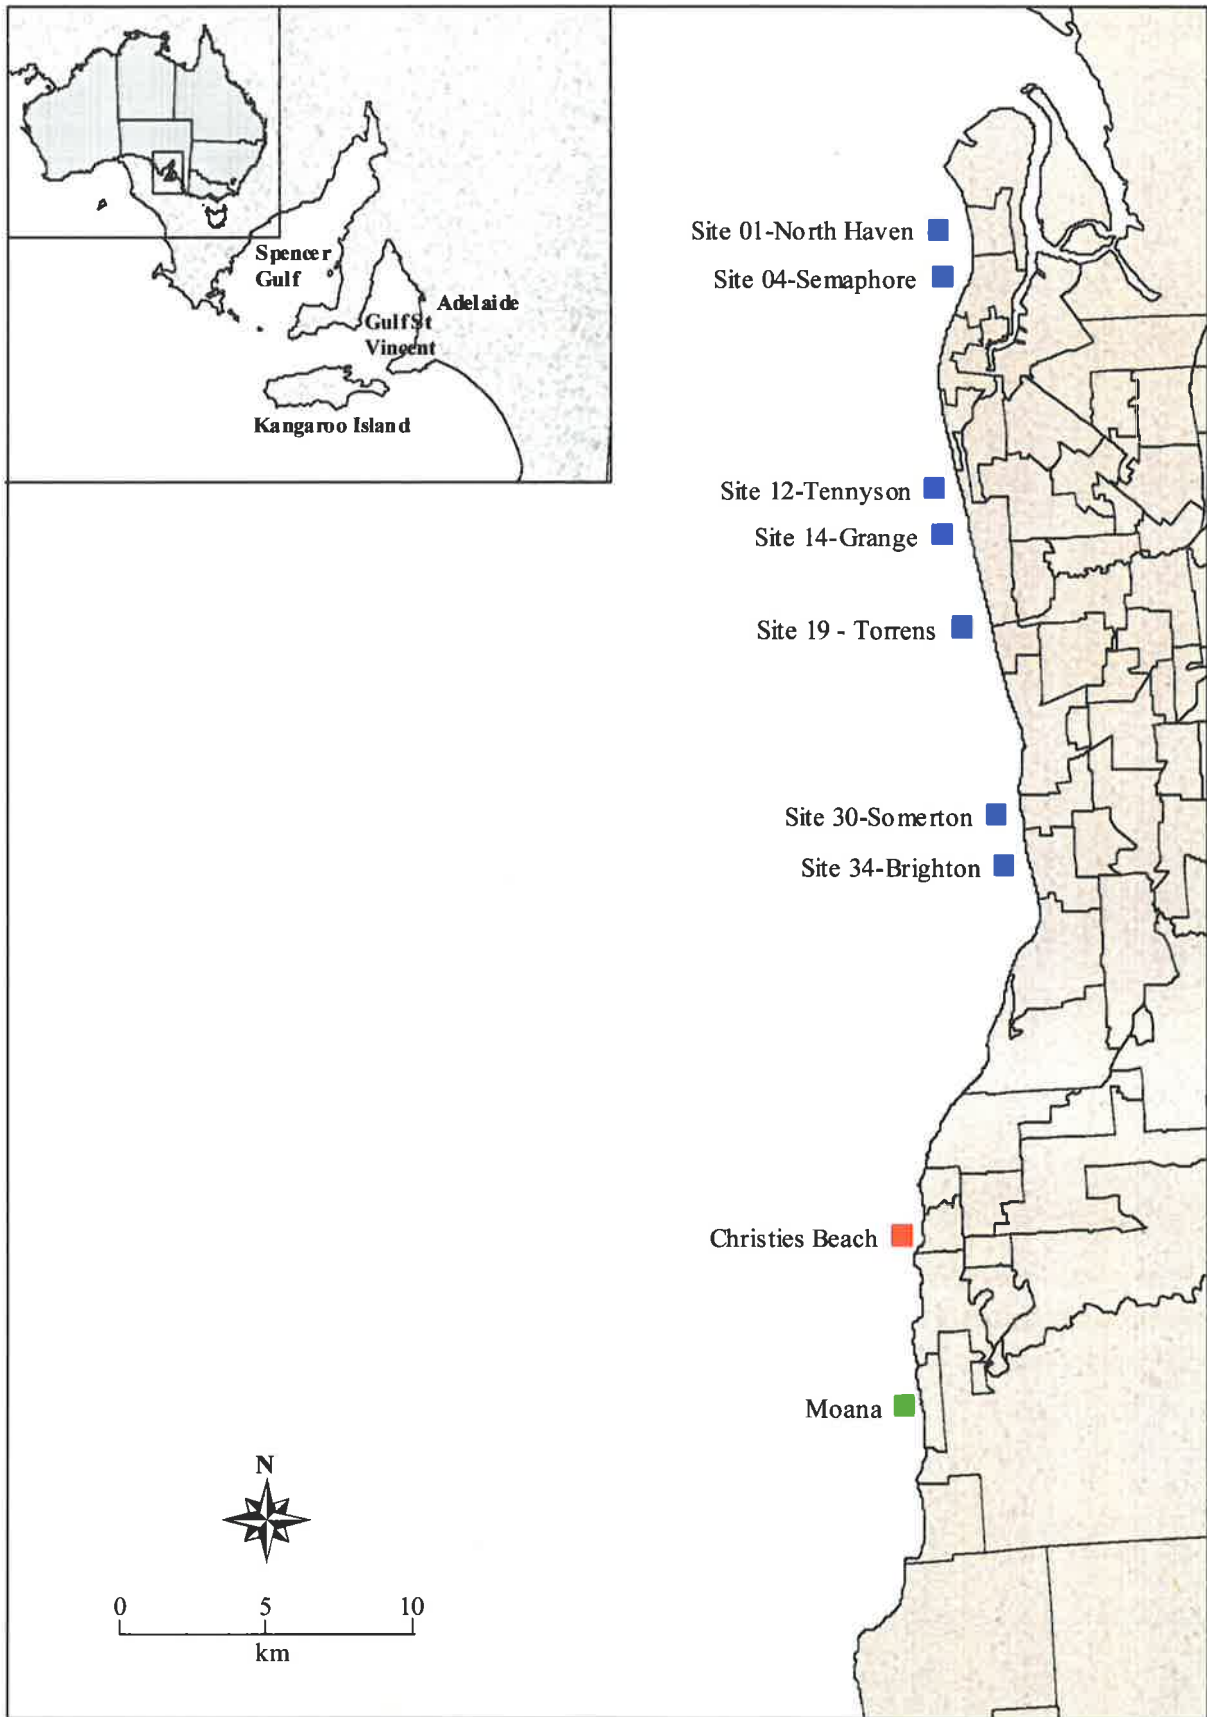 Spencer
Gulf
Adelaide
Gulf St
Vincent
Kangaroo Island
Site 01-North Haven
Site 04-Semaphore
Site 12-Tennyson
Site 14-Grange
Site 19 - Torrens
Site 30-Somerton
Site 34-Brighton
Christies Beach
Moana
N
0 5 10
km